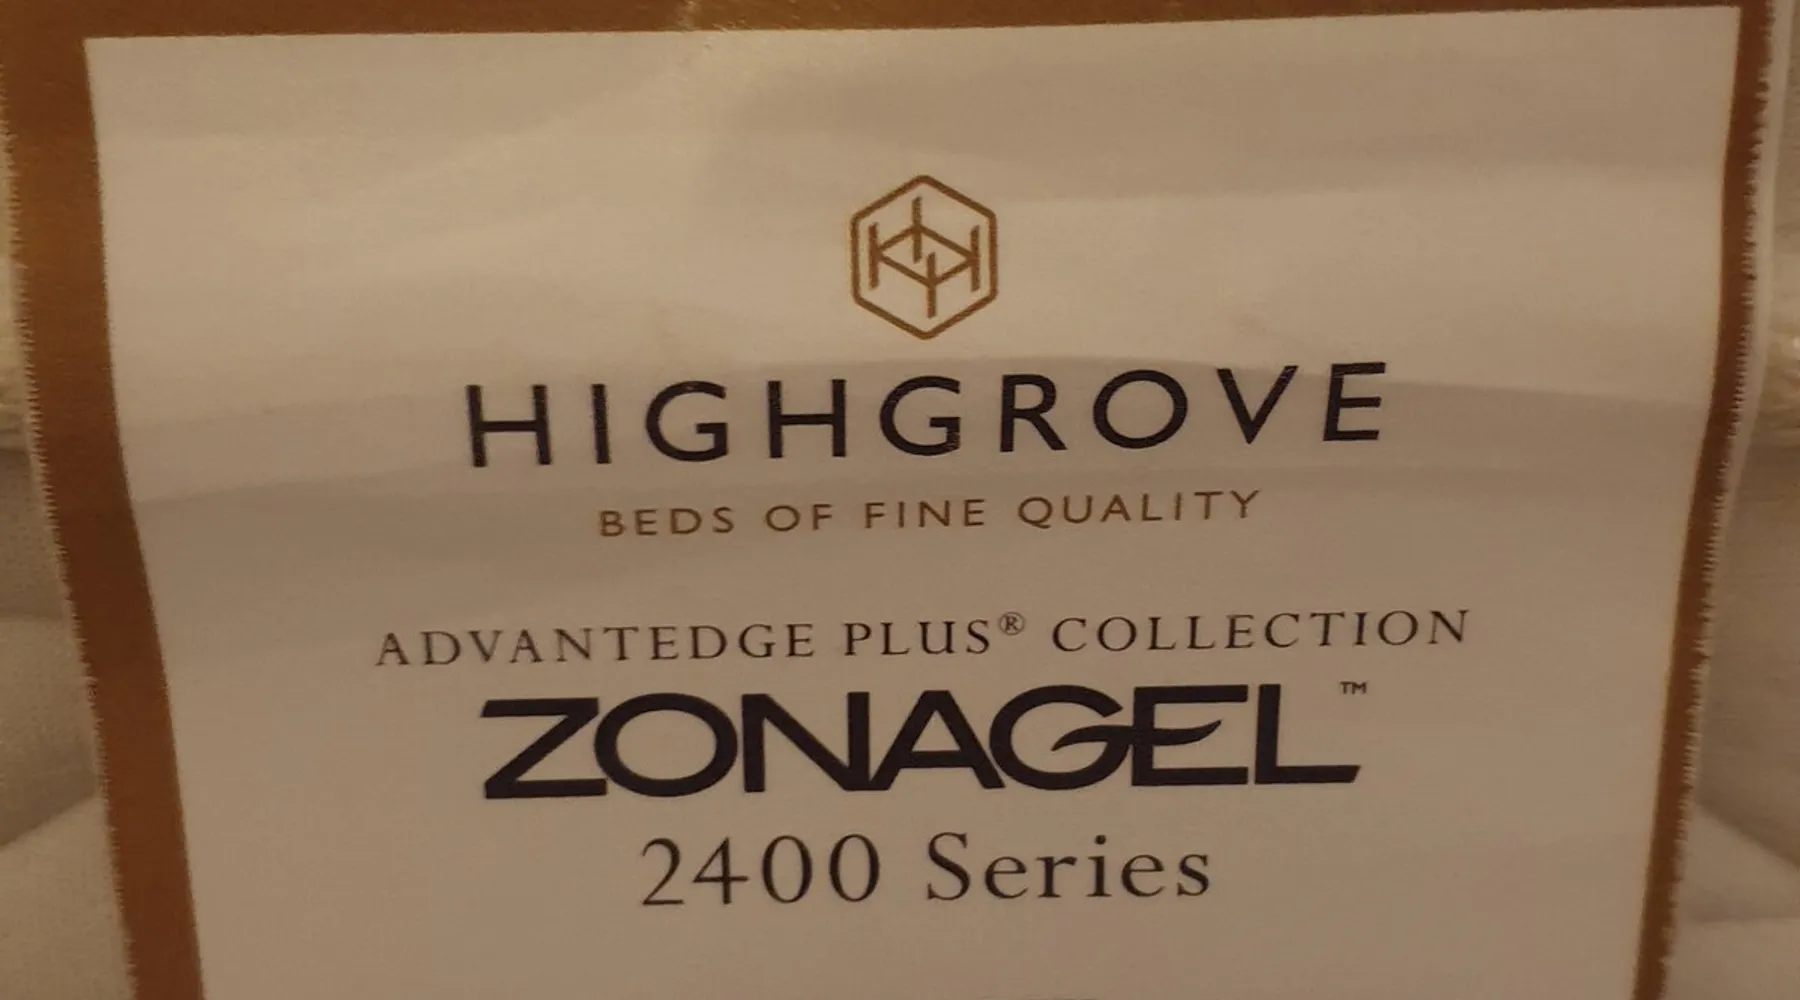 HIGHGROVE
BEDS OF FINE QUALITY
ADVANTEDGE PLUS® COLLECTION
ZONAGEL™
2400 Series